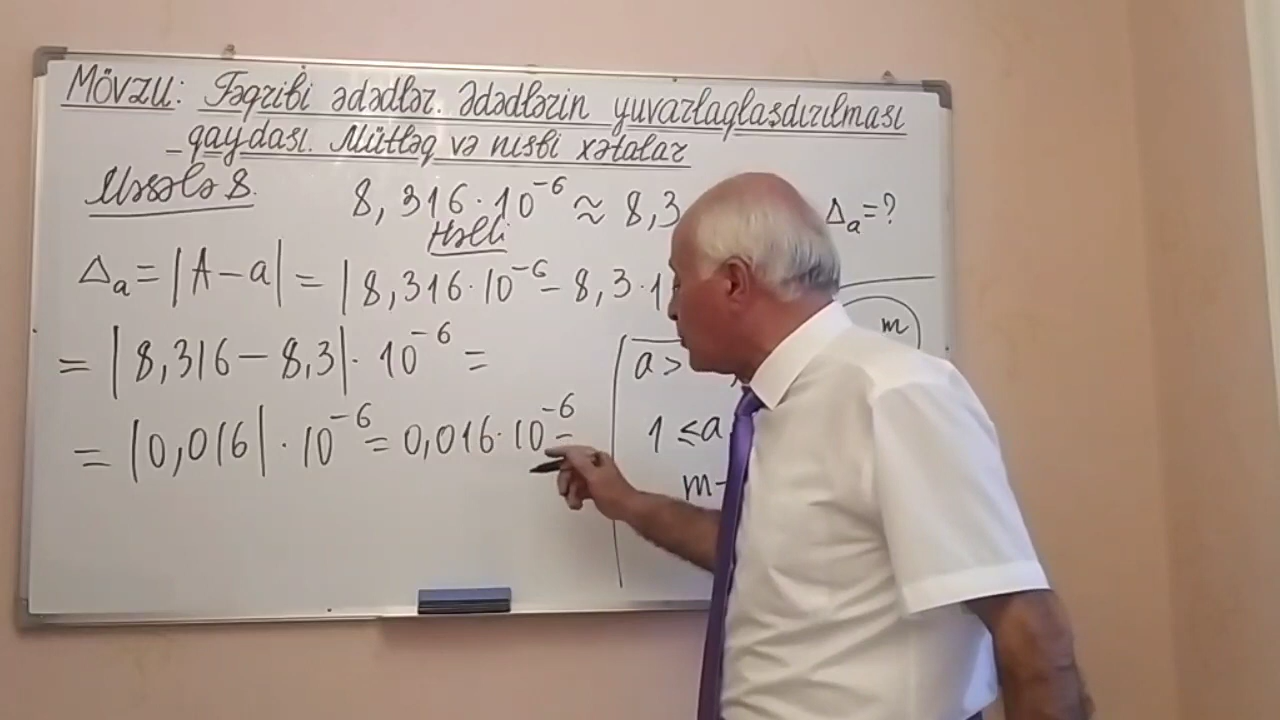 Mövzu: Təqribi ədədlər. Ədədlərin yuvarlaqlaşdırılması
qaydası. Mütləq və nisbi xətalar
Məsələ 8. 8,316·10⁻⁶ ≈ 8,3 Δₐ=?
Həlli
Δₐ = |A – a| = |8,316·10⁻⁶ – 8,3·1
= |8,316 – 8,3|·10⁻⁶ =
= |0,016|·10⁻⁶ = 0,016·10⁻⁶ =
m
a >
1 ≤ a
m –